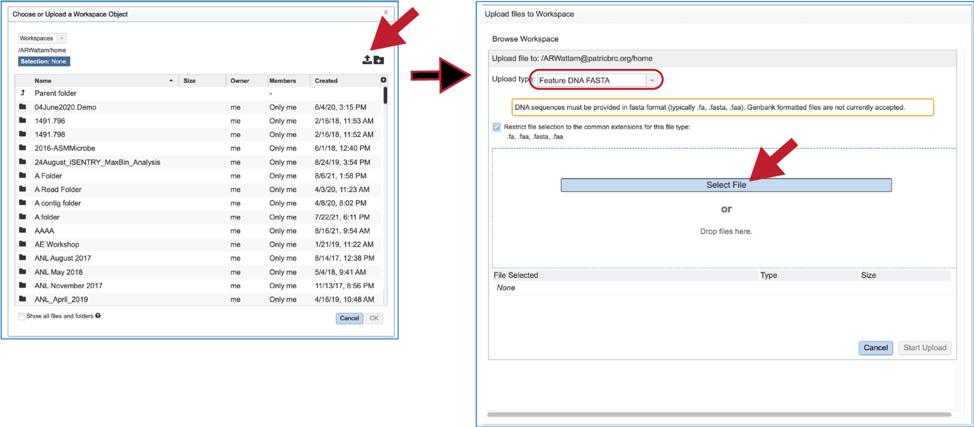 Choose or Upload a Workspace Object
x
Workspaces
/ARWattam/home
Selection: None.
Name Size Owner Members Created
Parent folder -
04June2020 Demo me Only me 6/4/20, 3:15 PM
1491.796 me Only me 2/16/18, 11:53 AM
1491.798 me Only me 2/16/18, 11:52 AM
2016-ASMMicrobe me Only me 6/1/18, 12:40 PM
24August_iSENTRY_MaxBin_Analysis me Only me 8/24/19, 3:54 PM
A Folder me Only me 8/6/21, 1:58 PM
A Read Folder me Only me 4/3/20, 11:23 AM
A contig folder me Only me 4/8/20, 8:02 PM
A folder me Only me 7/22/21, 6:11 PM
AAAA me Only me 8/16/21, 9:54 AM
AE Workshop me Only me 1/21/19, 11:22 AM
ANL August 2017 me Only me 8/14/17, 12:38 PM
ANL May 2018 me Only me 5/4/18, 9:41 AM
ANL November 2017 me Only me 11/13/17, 8:56 PM
ANL_April_2019 me Only me 4/16/19, 10:48 AM
Show all files and folders ?
Cancel OK
Upload files to Workspace
Browse Workspace
Upload file to: /ARWattam@patricbrc.org/home
Upload type: Feature DNA FASTA
DNA sequences must be provided in fasta format (typically .fa, .fasta, .faa). Genbank formatted files are not currently accepted.
Restrict file selection to the common extensions for this file type:
.fa, .faa, .fasta, .faa
Select File
or
Drop files here.
File Selected Type Size
None
Cancel Start Upload